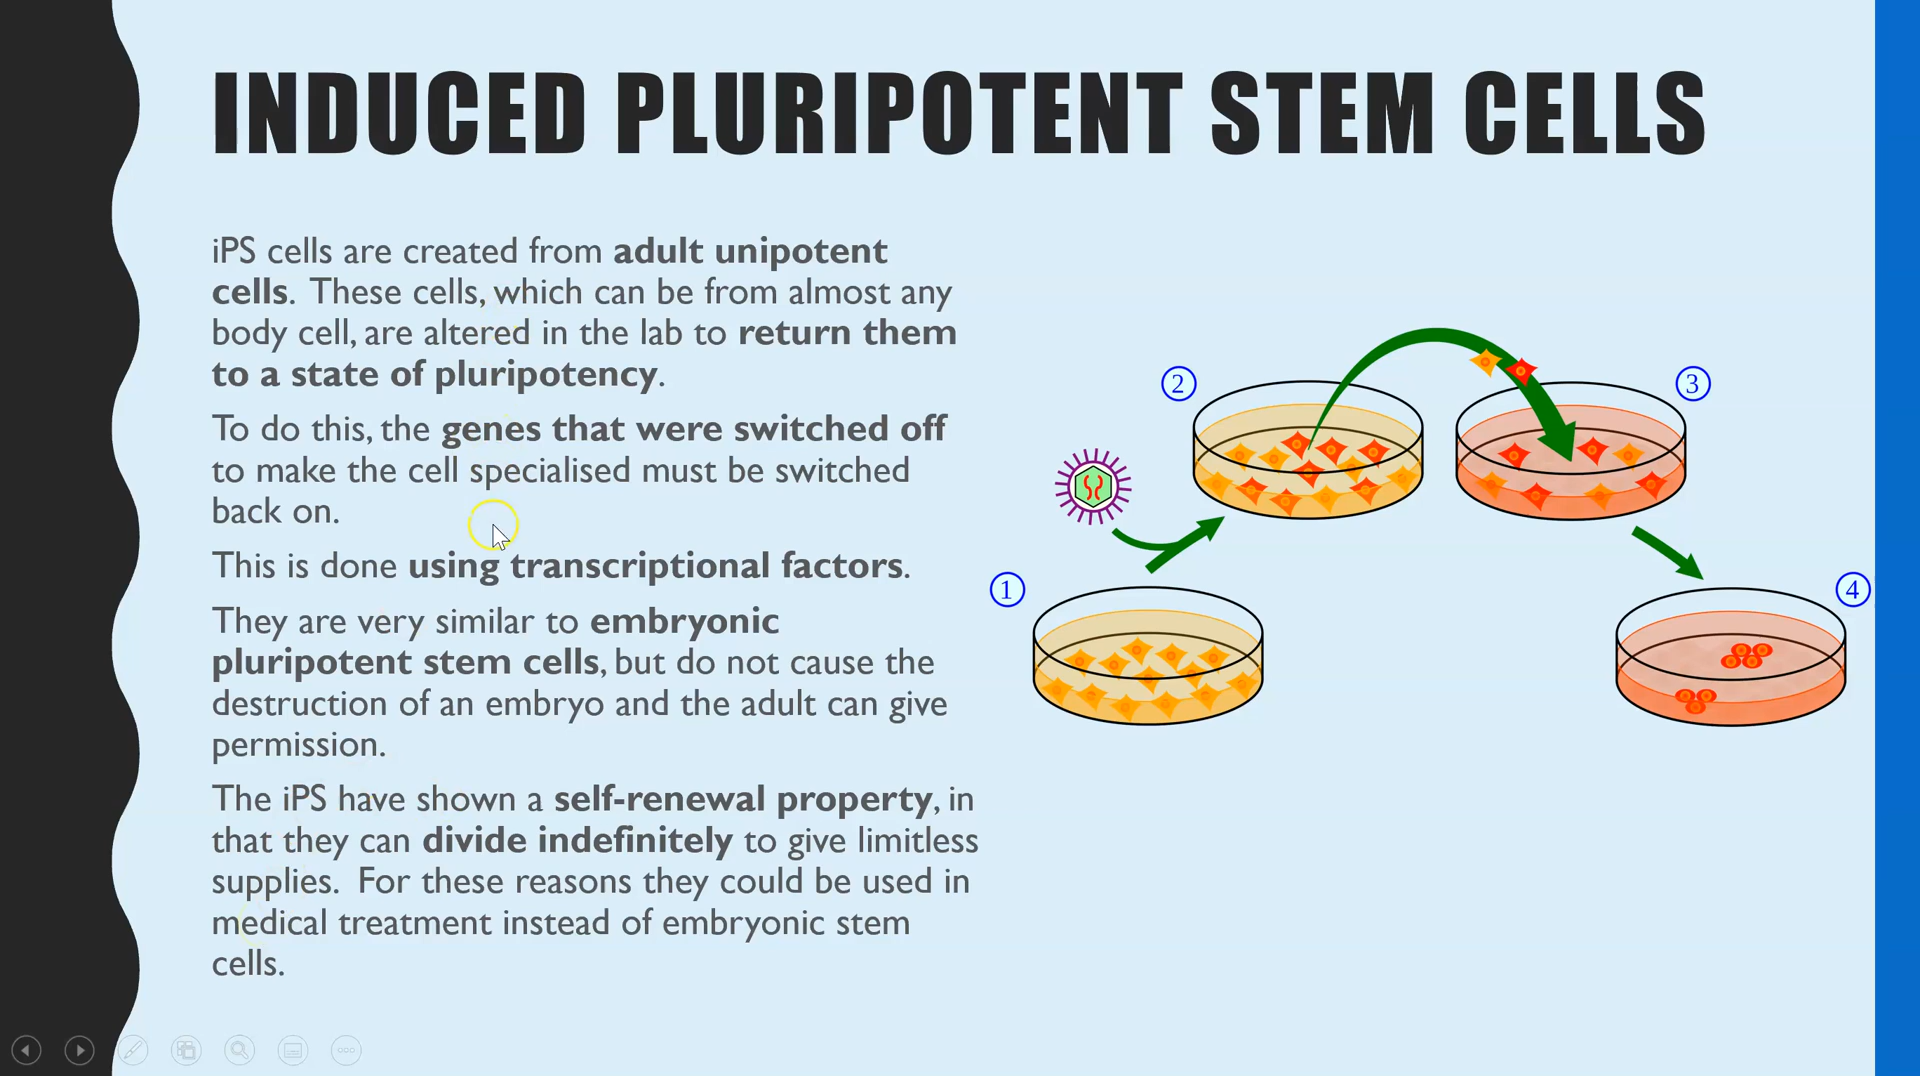 INDUCED PLURIPOTENT STEM CELLS
iPS cells are created from adult unipotent
cells. These cells, which can be from almost any
body cell, are altered in the lab to return them
to a state of pluripotency.
To do this, the genes that were switched off
to make the cell specialised must be switched
back on.
This is done using transcriptional factors.
They are very similar to embryonic
pluripotent stem cells, but do not cause the
destruction of an embryo and the adult can give
permission.
The iPS have shown a self-renewal property, in
that they can divide indefinitely to give limitless
supplies. For these reasons they could be used in
medical treatment instead of embryonic stem
cells.
1
2
3
4